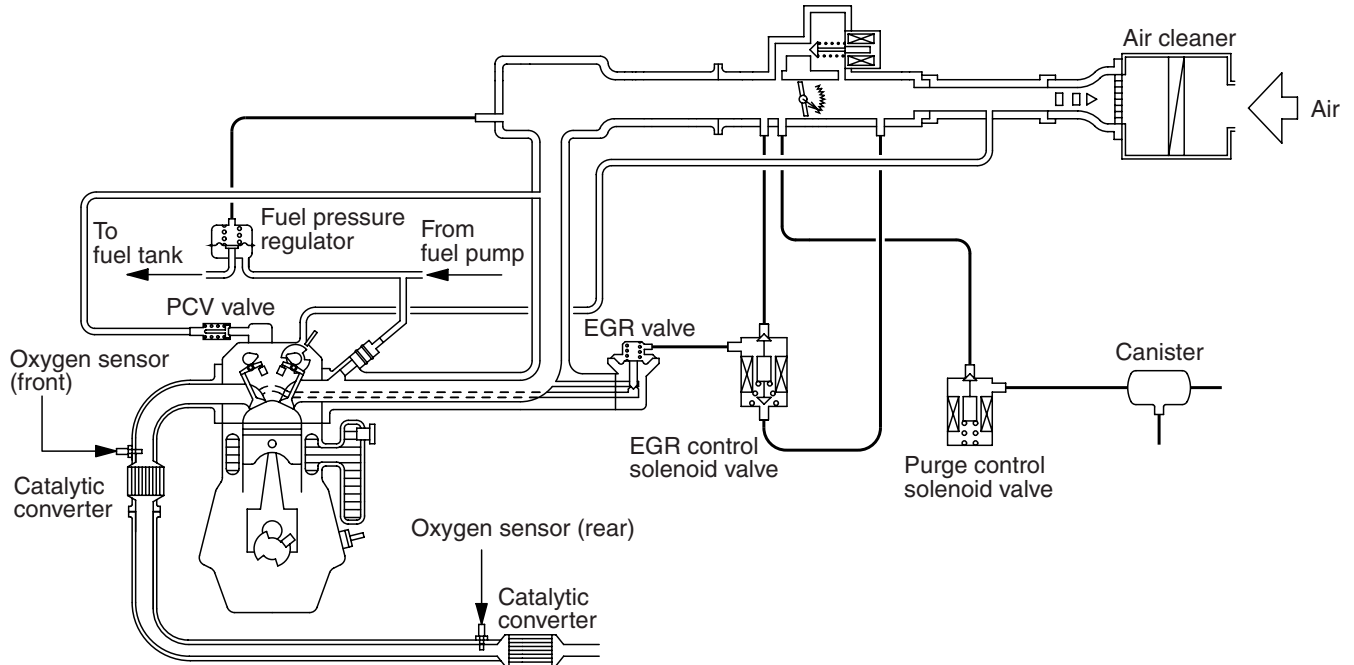 Air cleaner
Air
Fuel pressure
regulator
To
fuel tank
From
fuel pump
PCV valve
EGR valve
Oxygen sensor
(front)
Canister
EGR control
solenoid valve
Purge control
solenoid valve
Catalytic
converter
Oxygen sensor (rear)
Catalytic
converter